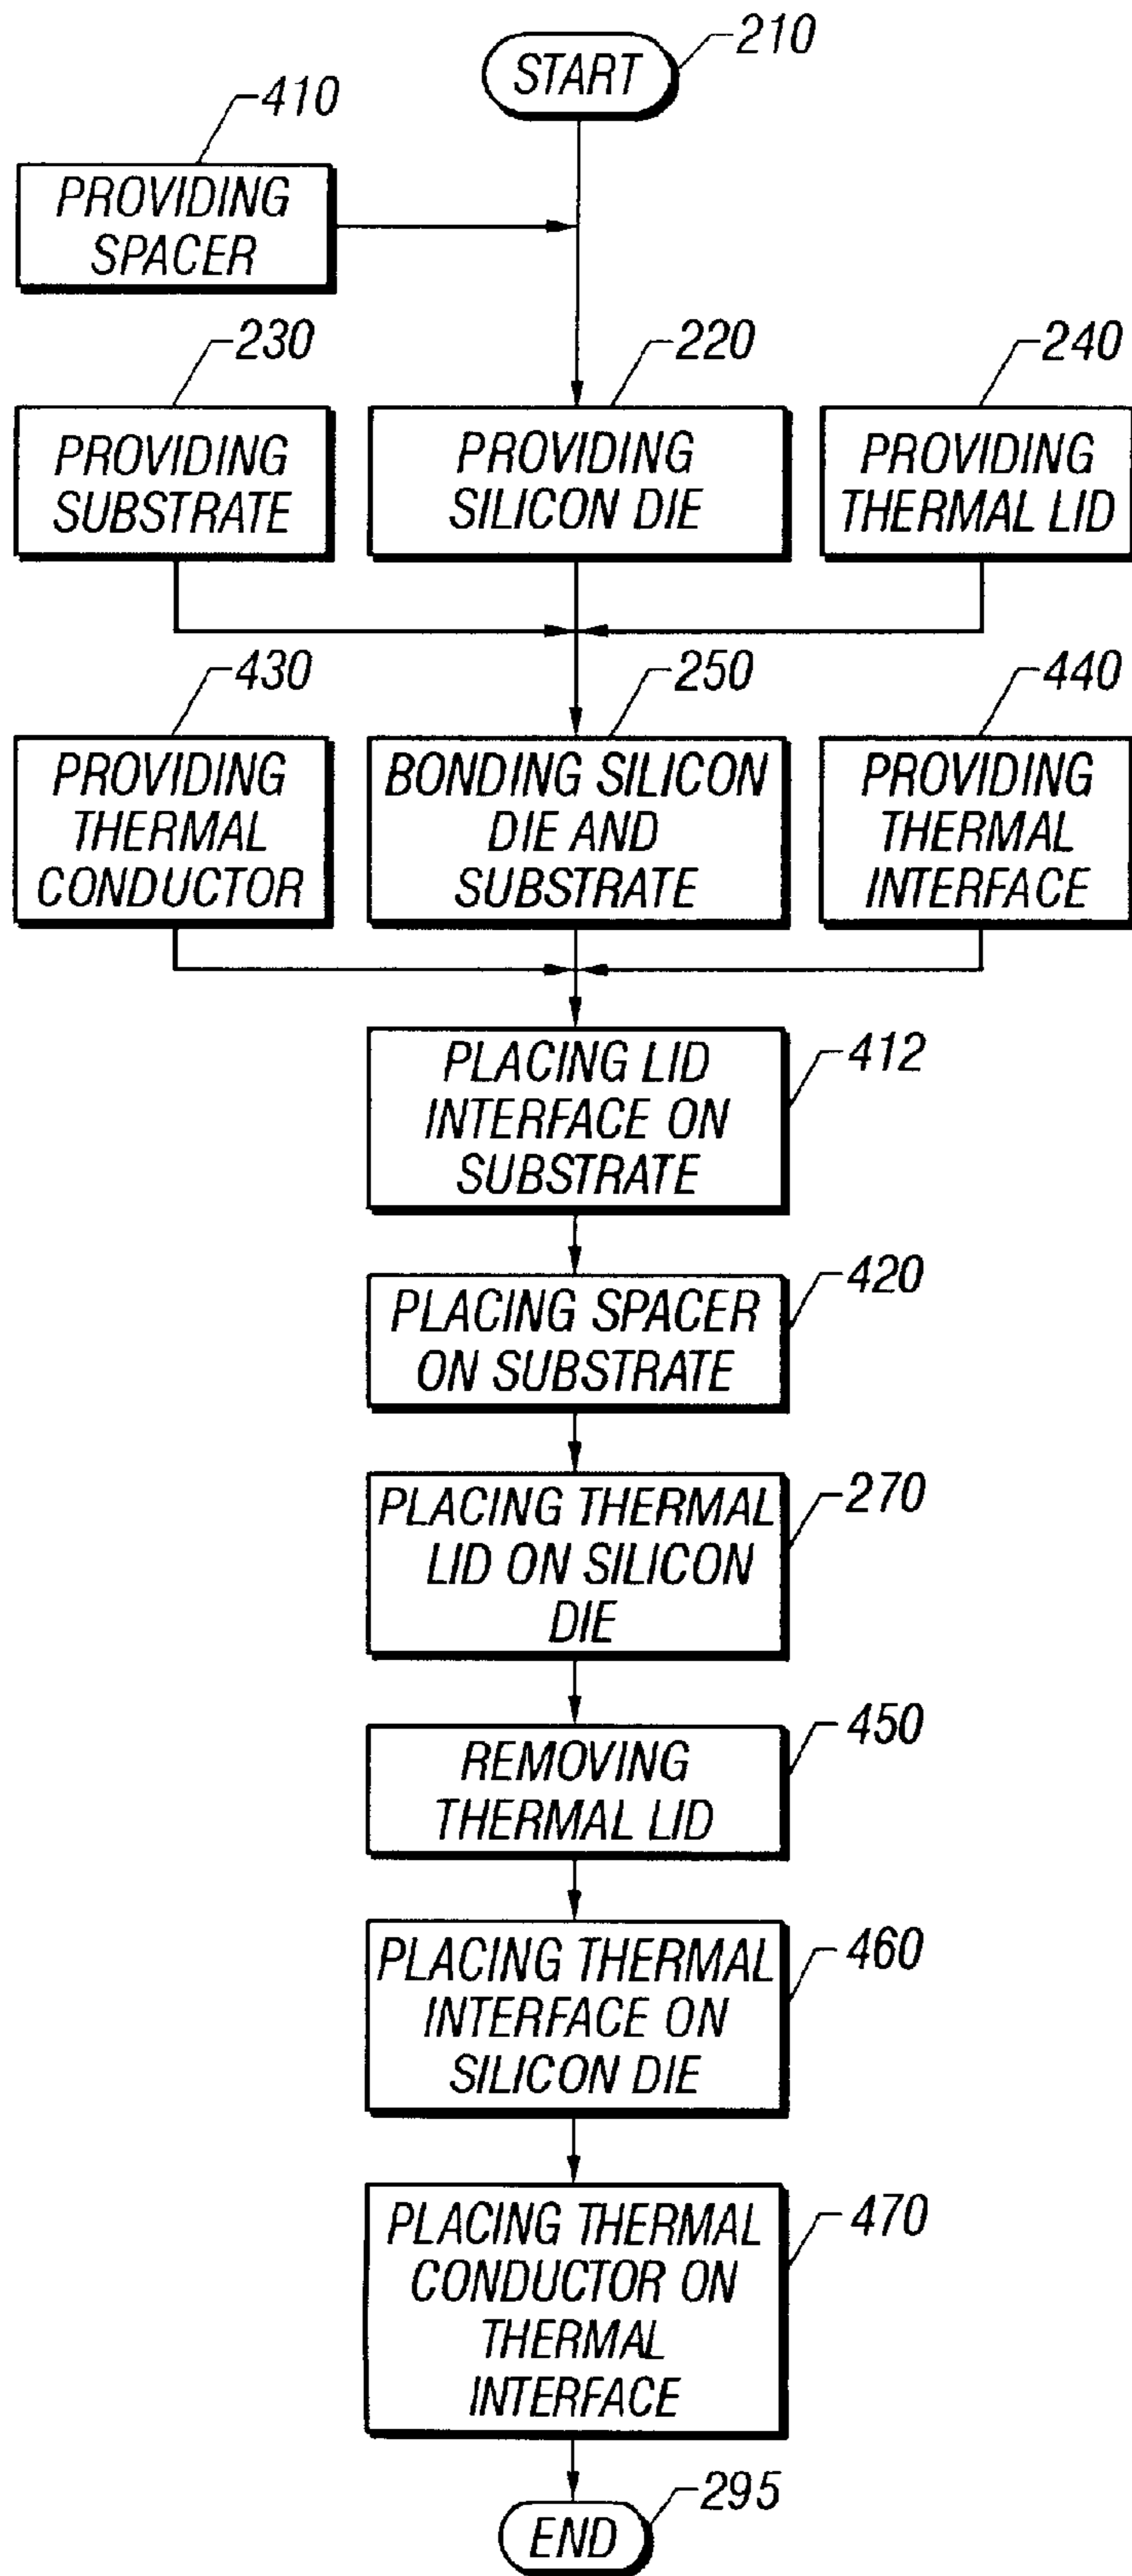 210
START
410
PROVIDING
SPACER
230
220
240
PROVIDING
SUBSTRATE
PROVIDING
SILICON DIE
PROVIDING
THERMAL LID
430
250
440
PROVIDING
THERMAL
CONDUCTOR
BONDING SILICON
DIE AND
SUBSTRATE
PROVIDING
THERMAL
INTERFACE
412
PLACING LID
INTERFACE ON
SUBSTRATE
420
PLACING SPACER
ON SUBSTRATE
270
PLACING THERMAL
LID ON SILICON
DIE
450
REMOVING
THERMAL LID
460
PLACING THERMAL
INTERFACE ON
SILICON DIE
470
PLACING THERMAL
CONDUCTOR ON
THERMAL
INTERFACE
295
END